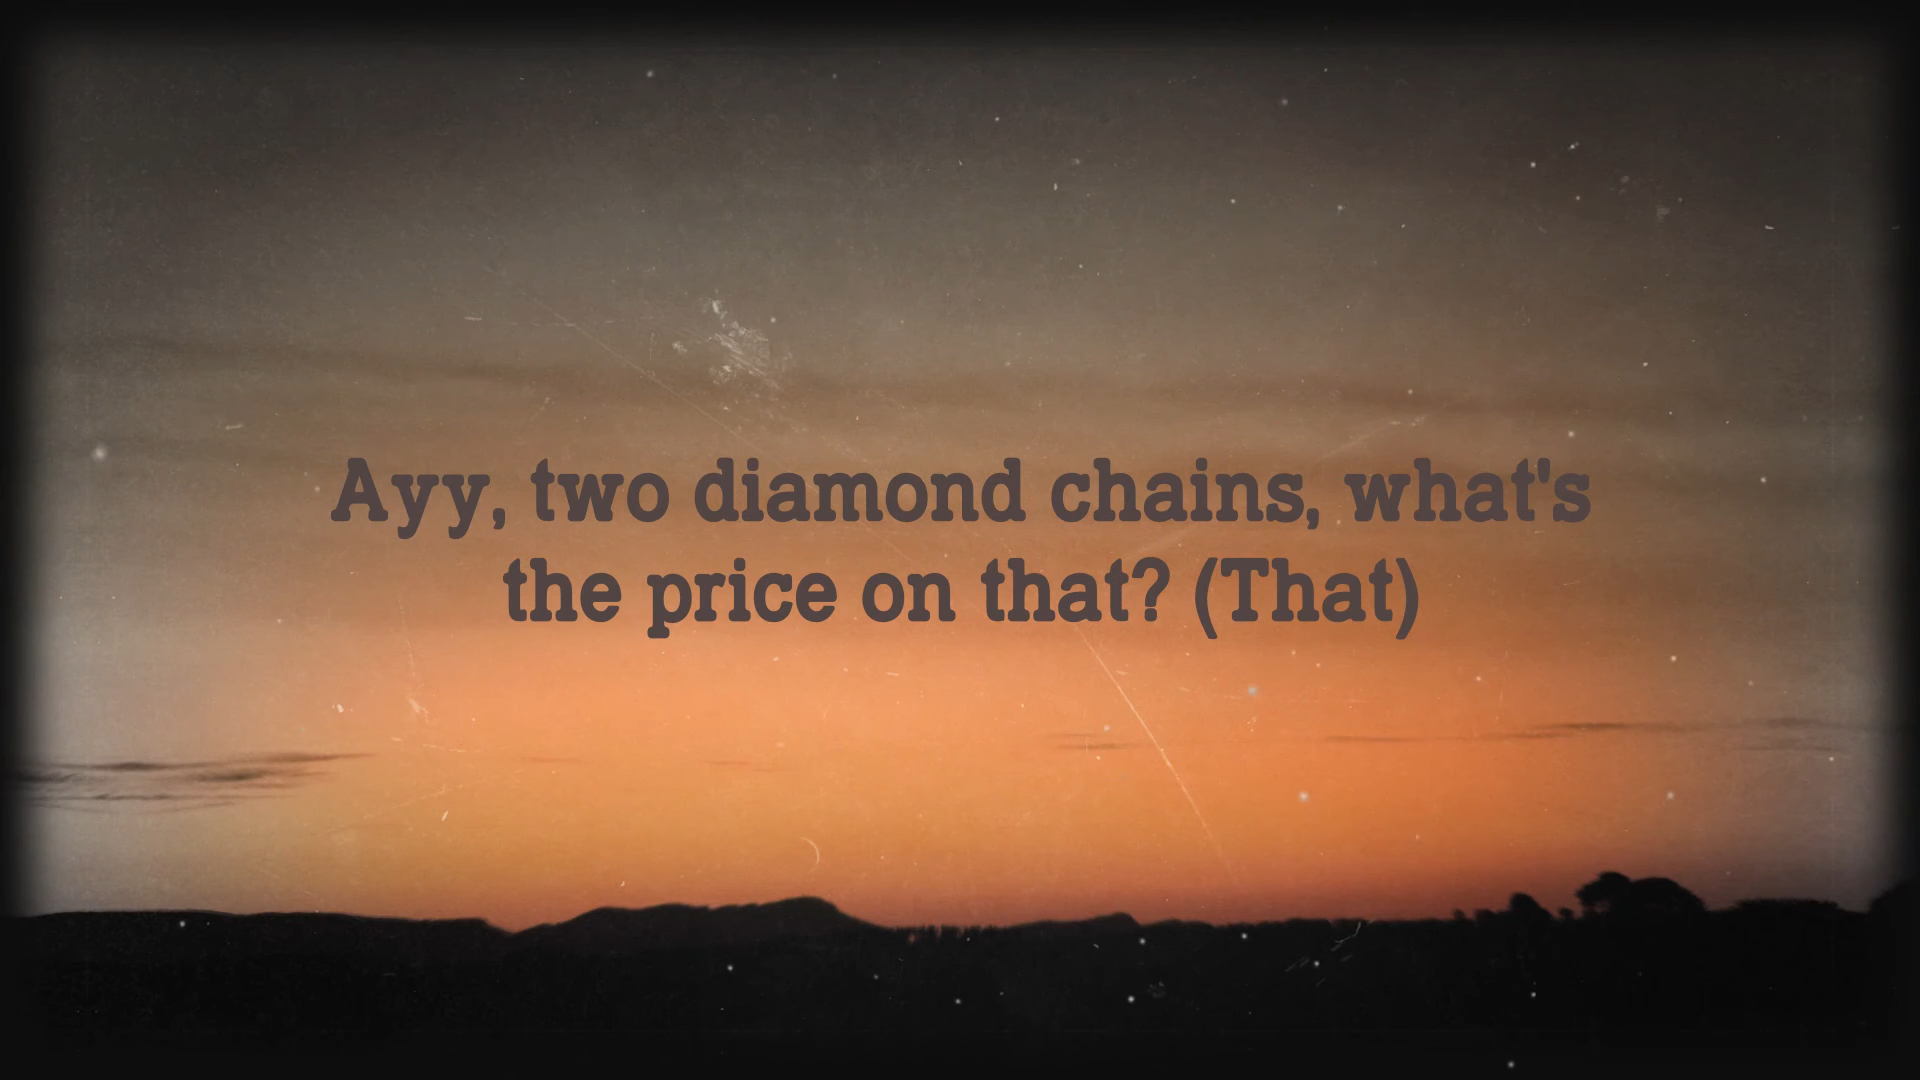 Ayy, two diamond chains, what's
the price on that? (That)